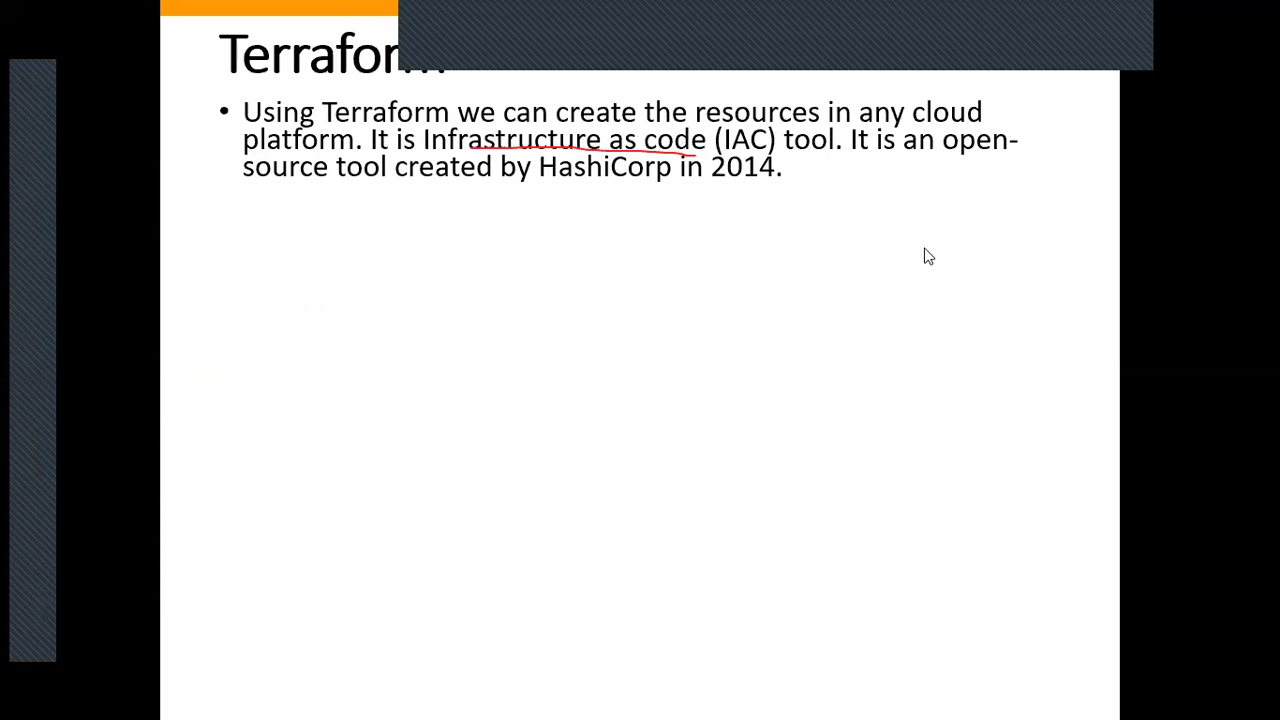 Terraform
• Using Terraform we can create the resources in any cloud
platform. It is Infrastructure as code (IAC) tool. It is an open-
source tool created by HashiCorp in 2014.